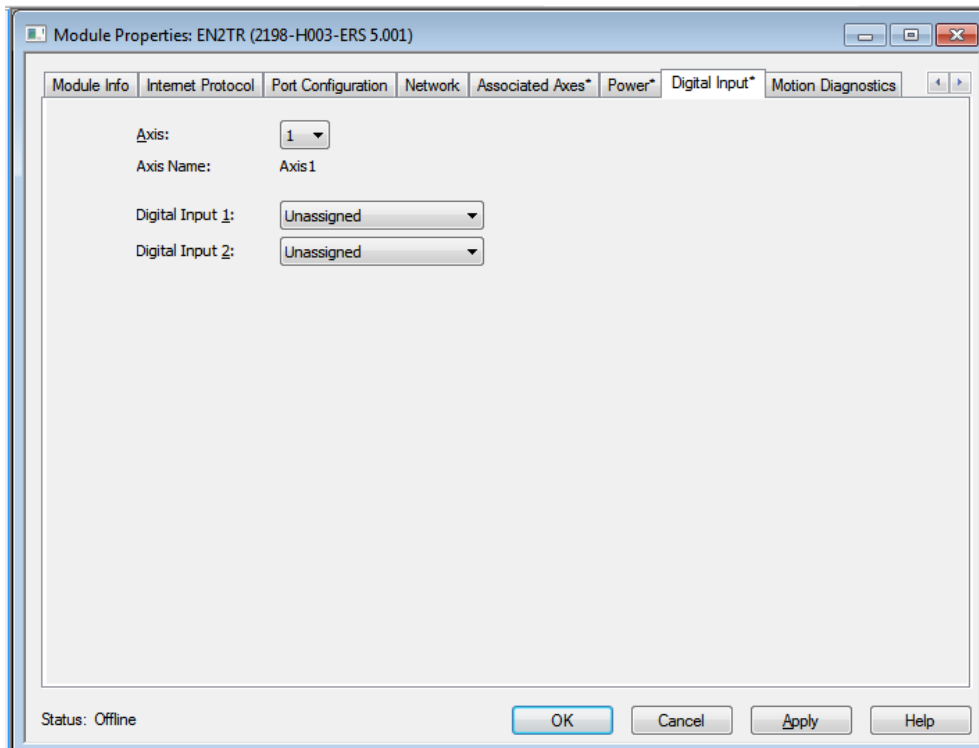 Module Properties: EN2TR (2198-H003-ERS 5.001)
Module Info Internet Protocol Port Configuration Network Associated Axes* Power* Digital Input* Motion Diagnostics
Axis: 1
Axis Name: Axis1
Digital Input 1: Unassigned
Digital Input 2: Unassigned
Status: Offline OK Cancel Apply Help